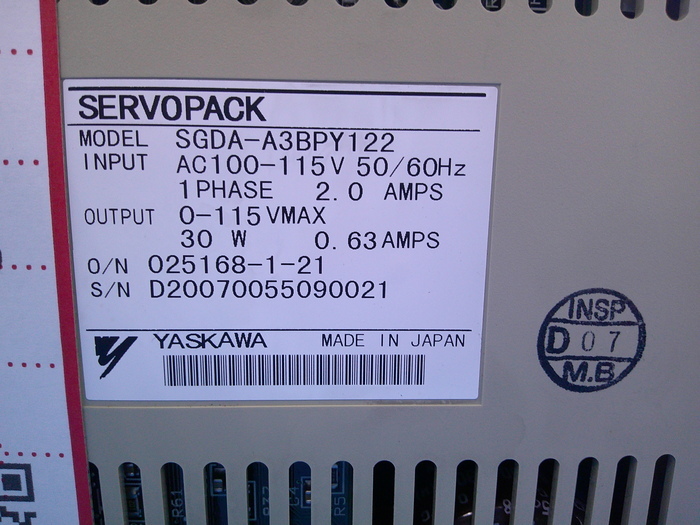 SERVOPACK
MODEL SGDA-A3BPY122
INPUT AC100-115V 50/60Hz
1PHASE 2.0 AMPS
OUTPUT 0-115VMAX
30 W 0.63AMPS
O/N 025168-1-21
S/N D20070055090021
YASKAWA MADE IN JAPAN
INSP
D 07
M.B
R61